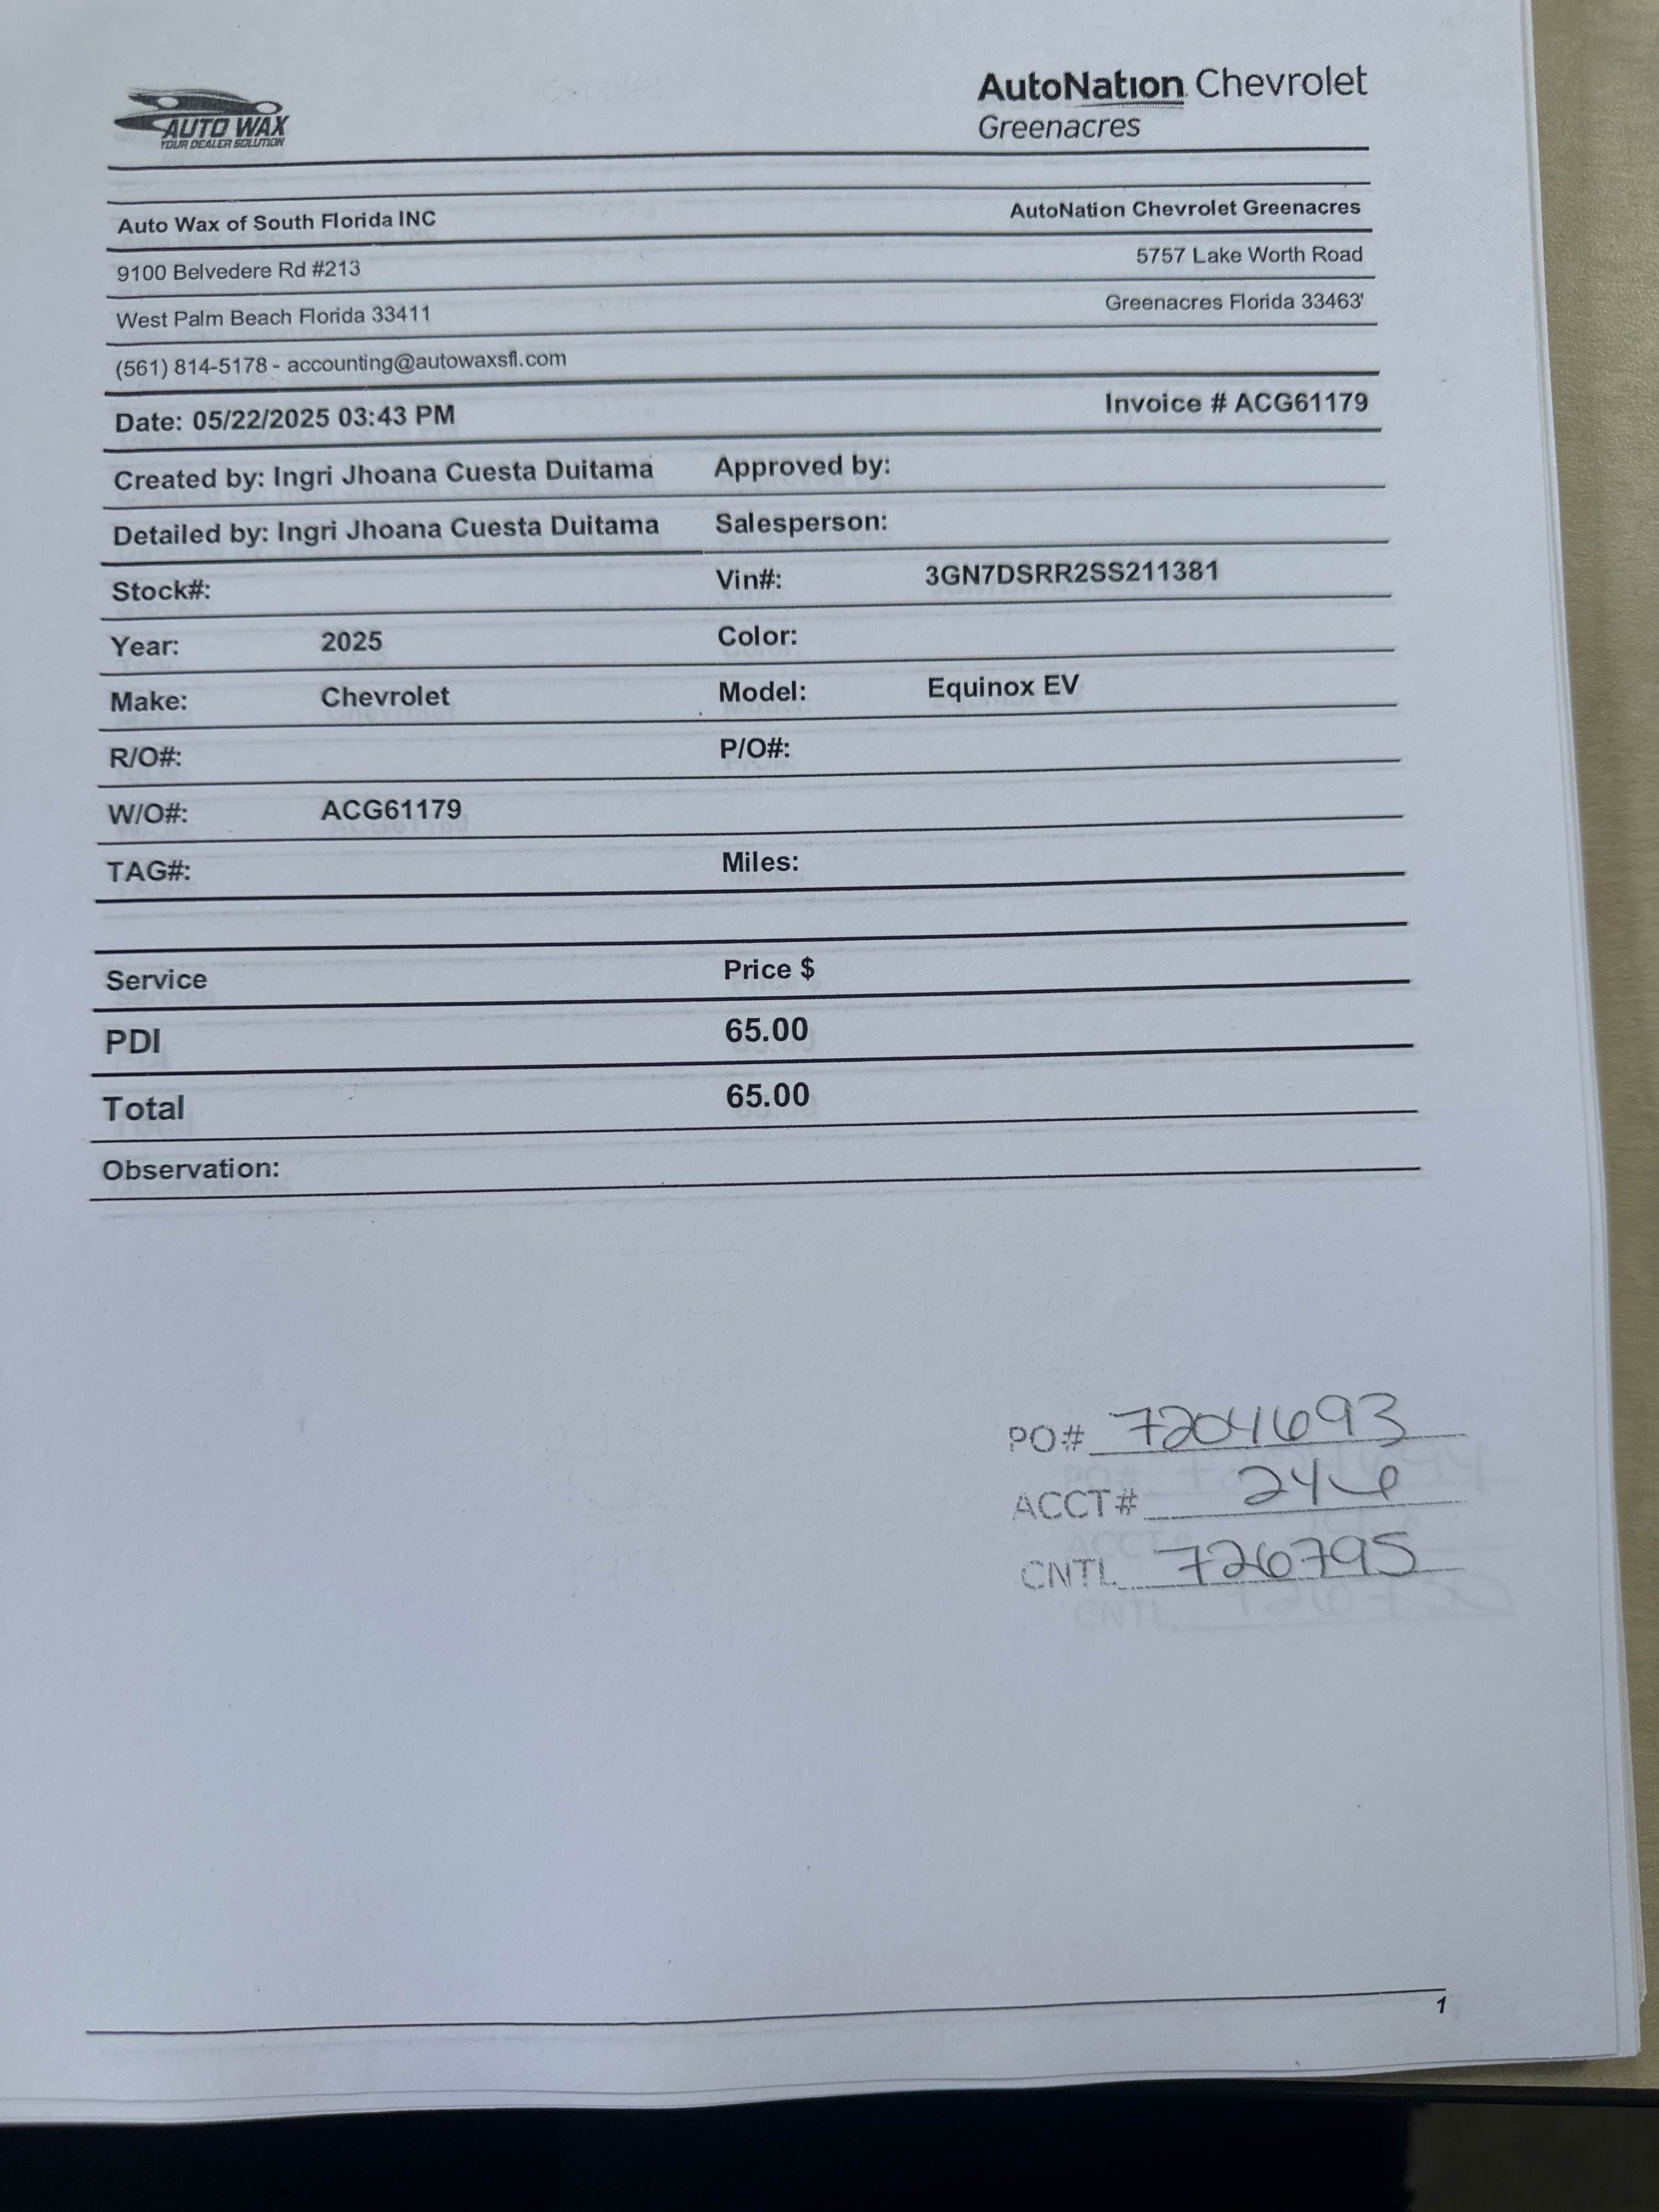 AUTO WAX
YOUR DEALER SOLUTION
AutoNation Chevrolet
Greenacres
Auto Wax of South Florida INC AutoNation Chevrolet Greenacres
9100 Belvedere Rd #213 5757 Lake Worth Road
West Palm Beach Florida 33411 Greenacres Florida 33463'
(561) 814-5178 - accounting@autowaxsfl.com
Date: 05/22/2025 03:43 PM Invoice # ACG61179
Created by: Ingri Jhoana Cuesta Duitama Approved by:
Detailed by: Ingri Jhoana Cuesta Duitama Salesperson:
Stock#: Vin#: 3GN7DSRR2SS211381
Year: 2025 Color:
Make: Chevrolet Model: Equinox EV
R/O#: P/O#:
W/O#: ACG61179
TAG#: Miles:
Service Price $
PDI 65.00
Total 65.00
Observation:
PO# 7204693
ACCT# 246
CNTL 726795
1